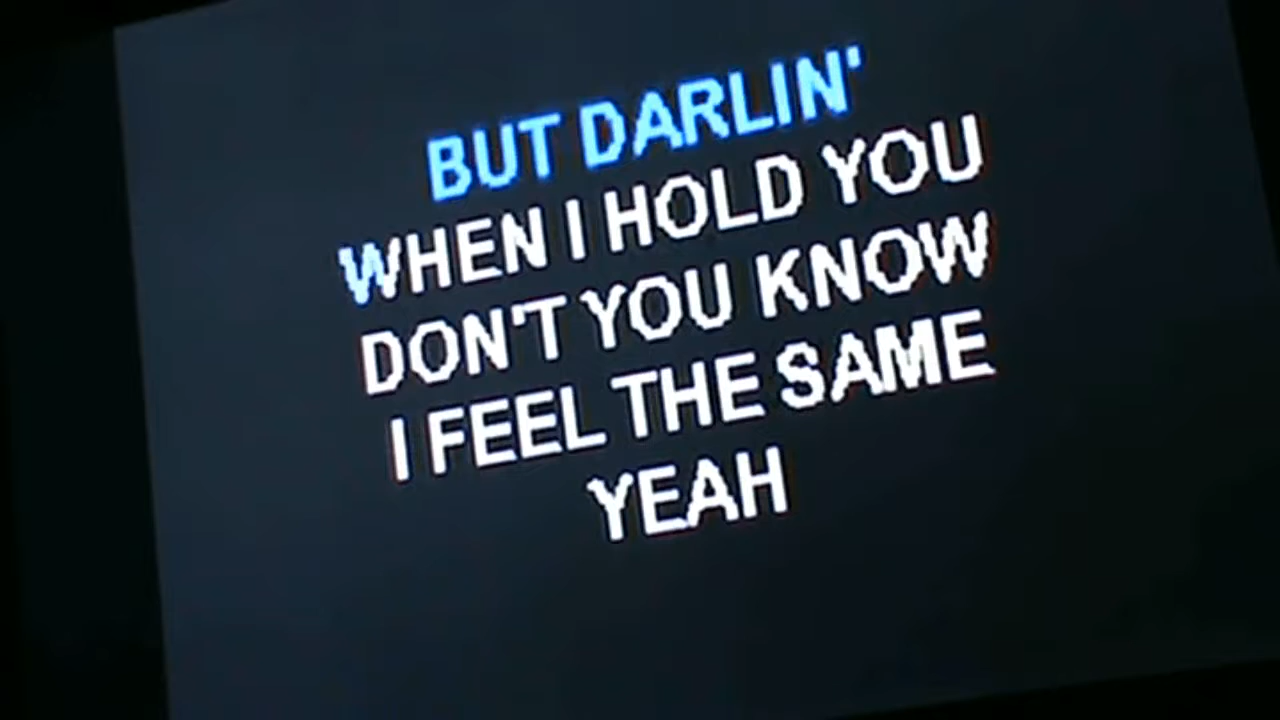 BUT DARLIN'
WHEN I HOLD YOU
DON'T YOU KNOW
I FEEL THE SAME
YEAH